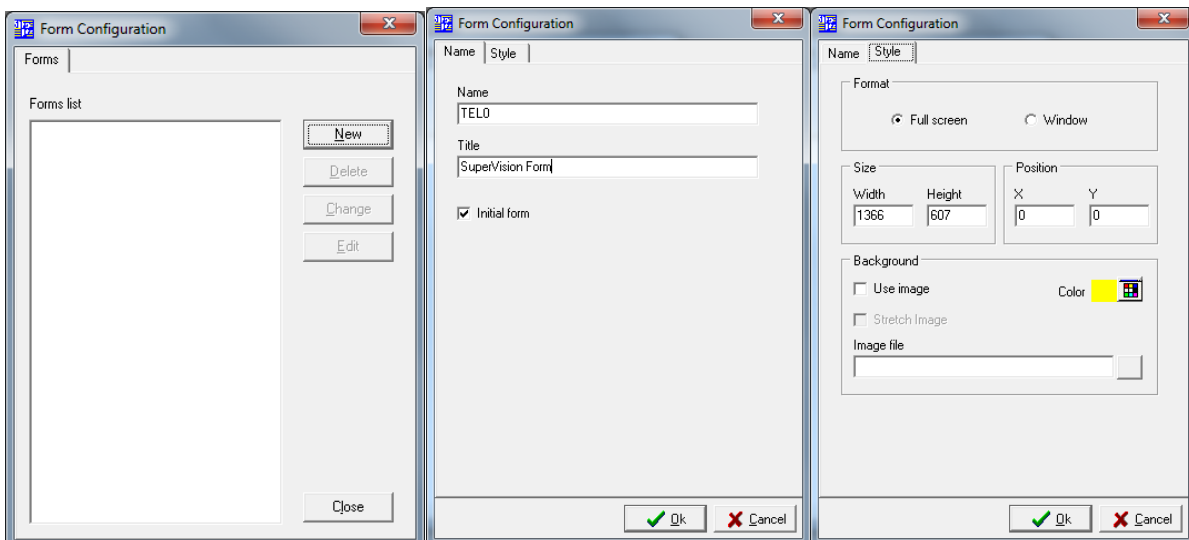 Form Configuration
Forms
Forms list
New
Delete
Change
Edit
Close
Form Configuration
Name Style
Name
TEL0
Title
SuperVision Form
Initial form
Ok Cancel
Form Configuration
Name Style
Format
Full screen Window
Size Position
Width Height X Y
1366 607 0 0
Background
Use image Color
Stretch Image
Image file
Ok Cancel